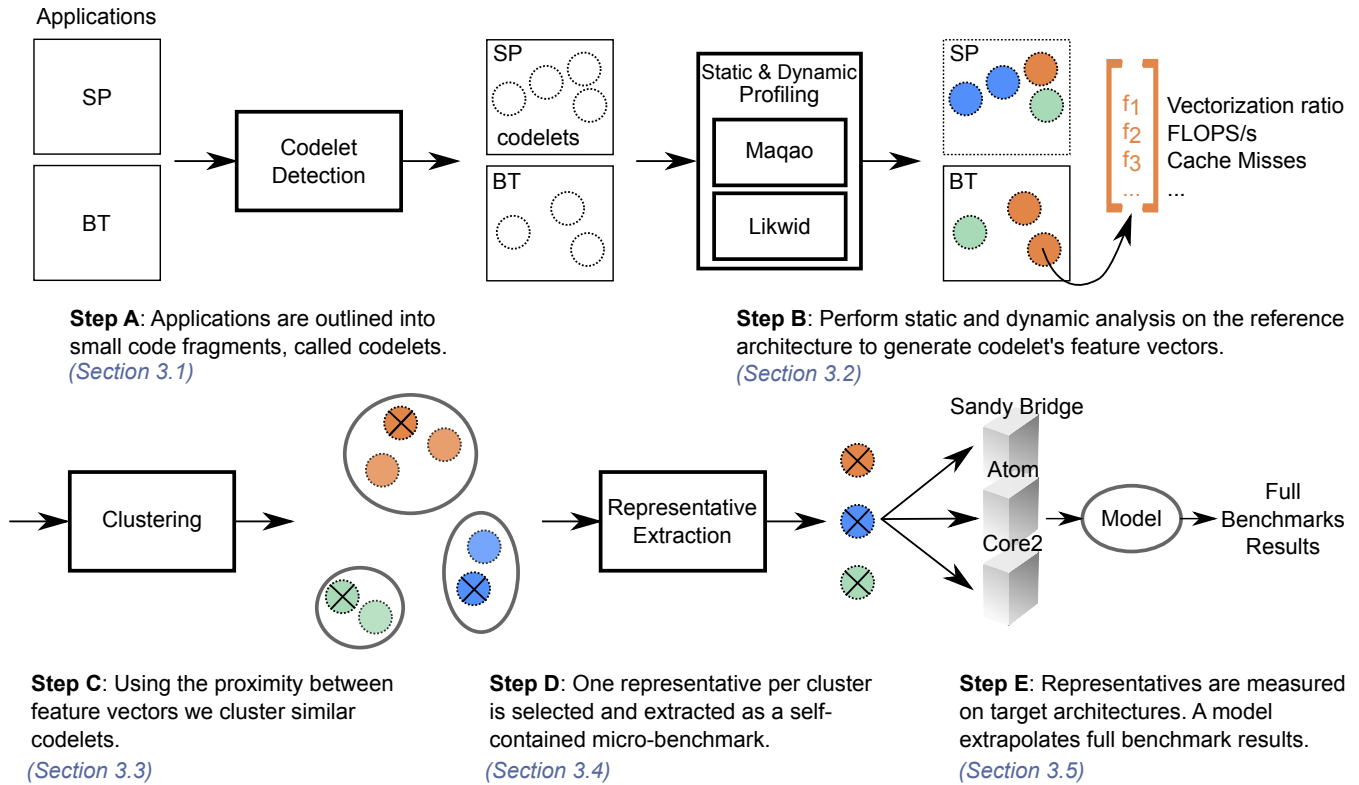 Applications
SP
BT
Codelet
Detection
SP
codelets
BT
Static & Dynamic
Profiling
Maqao
Likwid
SP
BT
f1
f2
f3
...
Vectorization ratio
FLOPS/s
Cache Misses
...
Step A: Applications are outlined into
small code fragments, called codelets.
(Section 3.1)
Step B: Perform static and dynamic analysis on the reference
architecture to generate codelet's feature vectors.
(Section 3.2)
Clustering
Representative
Extraction
Sandy Bridge
Atom
Core2
Model
Full
Benchmarks
Results
Step C: Using the proximity between
feature vectors we cluster similar
codelets.
(Section 3.3)
Step D: One representative per cluster
is selected and extracted as a self-
contained micro-benchmark.
(Section 3.4)
Step E: Representatives are measured
on target architectures. A model
extrapolates full benchmark results.
(Section 3.5)